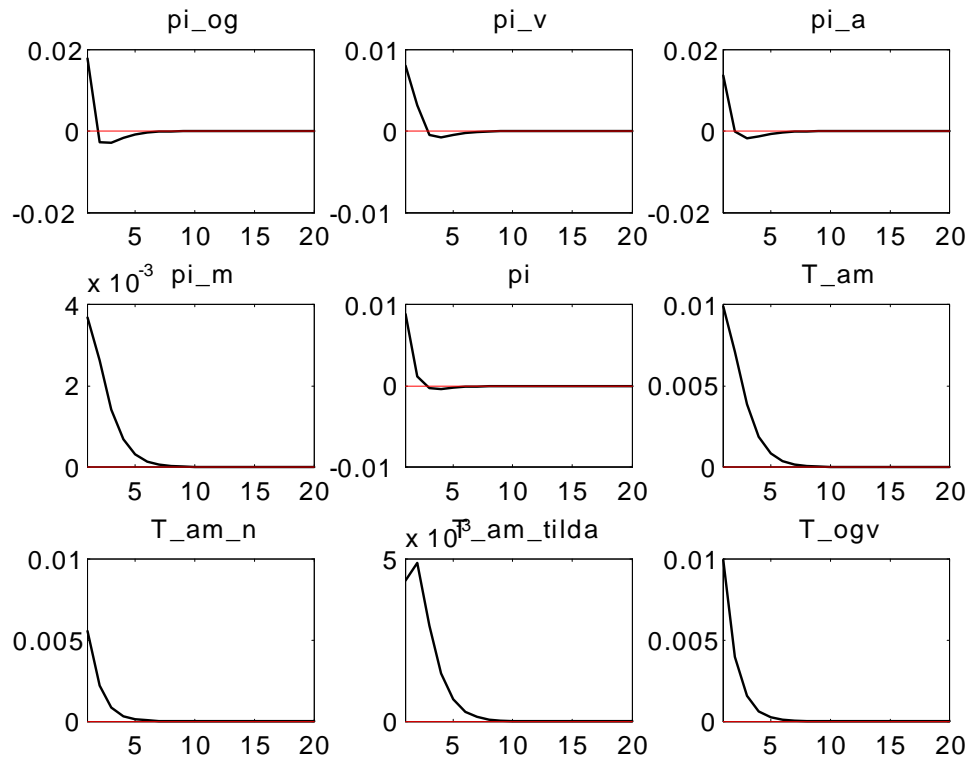 pi_og pi_v pi_a
0.02 0.01 0.02
0 0 0
-0.02 -0.01 -0.02
5 10 15 20 5 10 15 20 5 10 15 20
x 10-3 pi_m pi T_am
4 0.01 0.01
2 0 0.005
0 -0.01 0
5 10 15 20 5 10 15 20 5 10 15 20
T_am_n x 10-3 T_am_tilda T_ogv
0.01 5 0.01
0.005 0.005
0 0 0
5 10 15 20 5 10 15 20 5 10 15 20